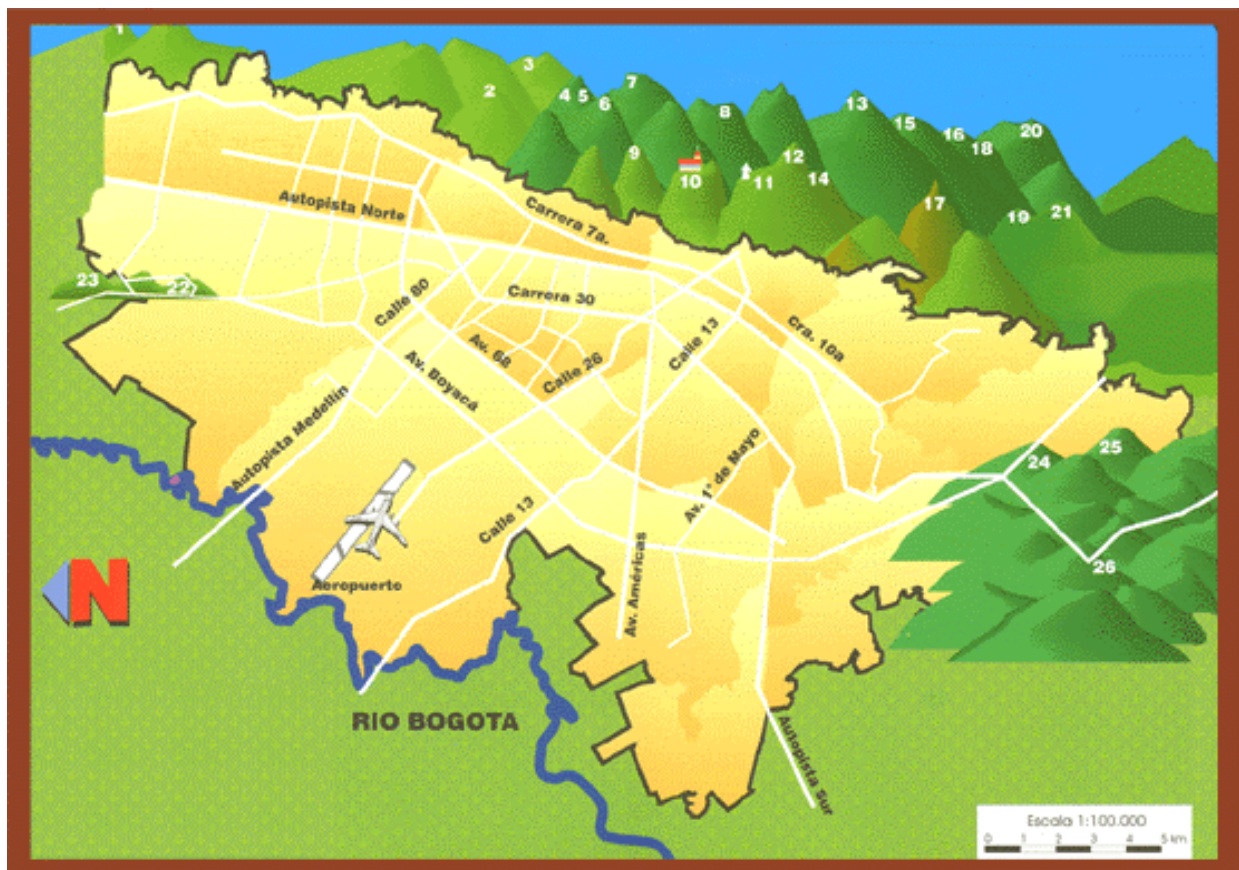 1
2
3
4
5
6
7
8
9
10
11
12
13
14
15
16
17
18
19
20
21
22
23
24
25
26
Autopista Norte
Carrera 7a.
Carrera 30
Calle 80
Av. 68
Calle 26
Calle 13
Cra. 10a
Av. Boyacá
Autopista Medellín
Av. 1° de Mayo
Calle 13
Aeropuerto
Av. Américas
N
RIO BOGOTA
Autopista Sur
Escala 1:100.000
0 1 2 3 4 5 km